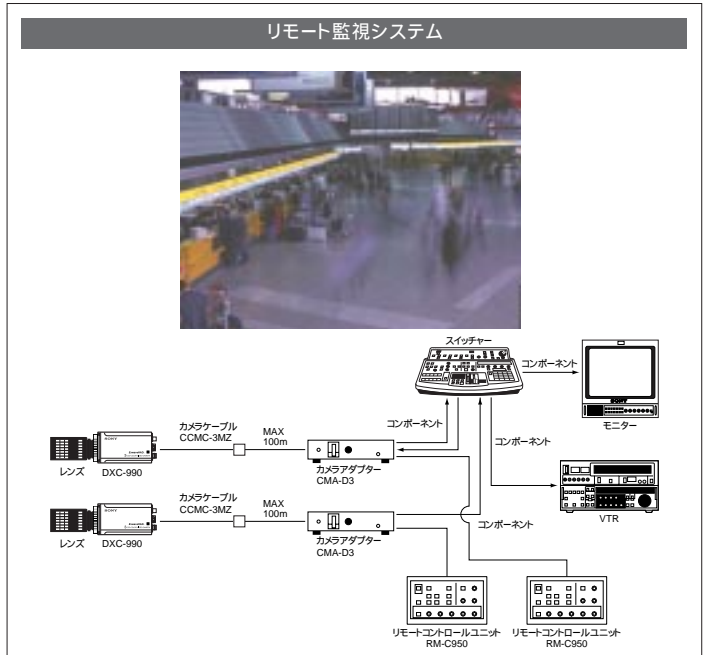 リモート監視システム
スイッチャー
コンポーネント
SONY
モニター
カメラケーブル
CCMC-3MZ
MAX
100m
コンポーネント
コンポーネント
SONY
レンズ
DXC-990
カメラアダプター
CMA-D3
VTR
カメラケーブル
CCMC-3MZ
MAX
100m
コンポーネント
SONY
レンズ
DXC-990
カメラアダプター
CMA-D3
リモートコントロールユニット
RM-C950
リモートコントロールユニット
RM-C950